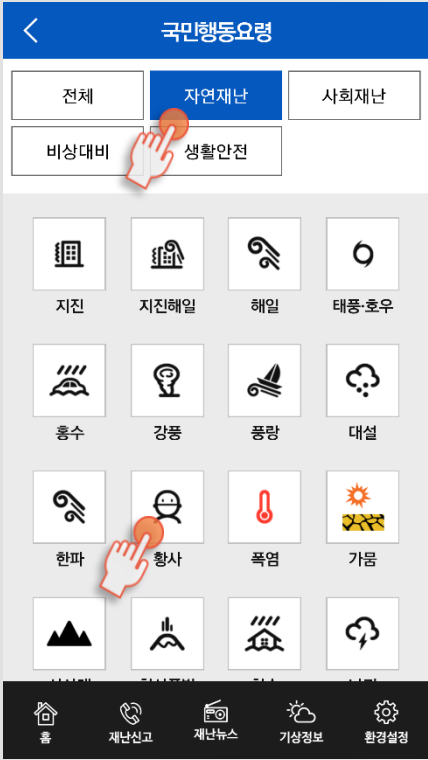 국민행동요령
전체 자연재난 사회재난
비상대비 생활안전
지진 지진해일 해일 태풍·호우
홍수 강풍 풍랑 대설
한파 황사 폭염 가뭄
홈 재난신고 재난뉴스 기상정보 환경설정